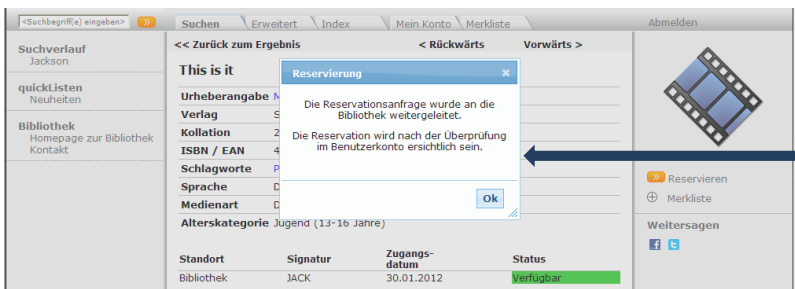 <Suchbegriff(e) eingeben>
Suchen Erweitert Index Mein Konto Merkliste Abmelden
Suchverlauf
Jackson
quickListen
Neuheiten
Bibliothek
Homepage zur Bibliothek
Kontakt
<< Zurück zum Ergebnis < Rückwärts Vorwärts >
This is it
Urheberangabe
Verlag
Kollation
ISBN / EAN
Schlagworte
Sprache
Medienart
Alterskategorie Jugend (13-16 Jahre)
Reservierung
Die Reservationsanfrage wurde an die
Bibliothek weitergeleitet.
Die Reservation wird nach der Überprüfung
im Benutzerkonto ersichtlich sein.
Ok
Standort Signatur Zugangs-
datum Status
Bibliothek JACK 30.01.2012 Verfügbar
Reservieren
Merkliste
Weitersagen